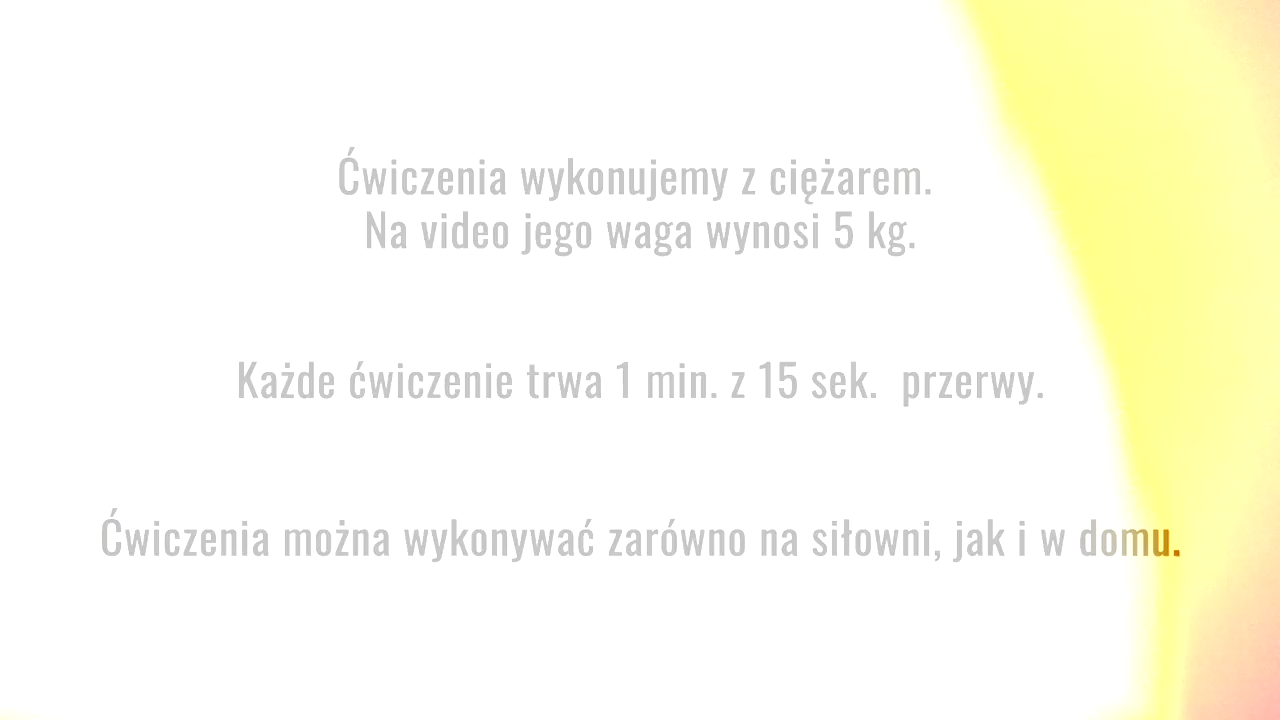 Ćwiczenia wykonujemy z ciężarem.
Na video jego waga wynosi 5 kg.
Każde ćwiczenie trwa 1 min. z 15 sek. przerwy.
Ćwiczenia można wykonywać zarówno na siłowni, jak i w domu.